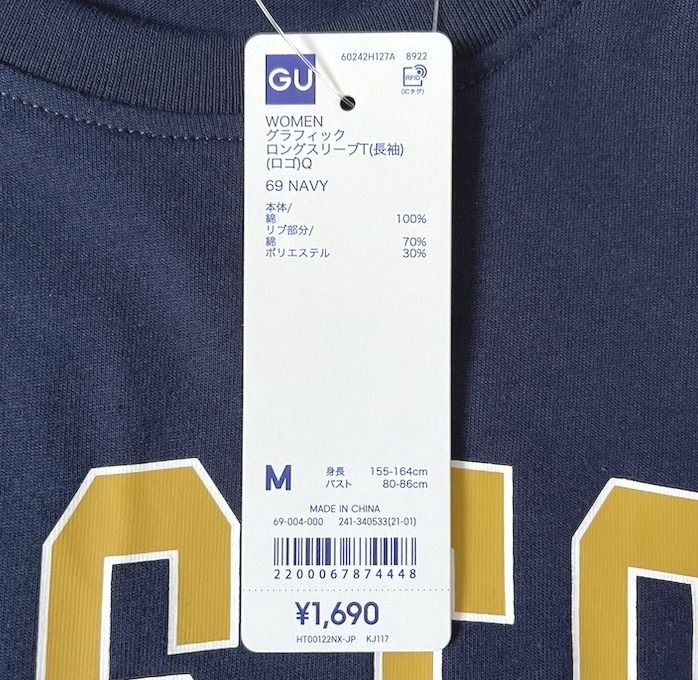 60242H127A 8922
GU
RFID
(ICタグ)
WOMEN
グラフィック
ロングスリーブT(長袖)
(ロゴ)Q
69 NAVY
本体/
綿 100%
リブ部分/
綿 70%
ポリエステル 30%
M 身長 155-164cm
バスト 80-86cm
MADE IN CHINA
69-004-000 241-340533(21-01)
2200067874448
¥1,690
HT00122NX-JP KJ117